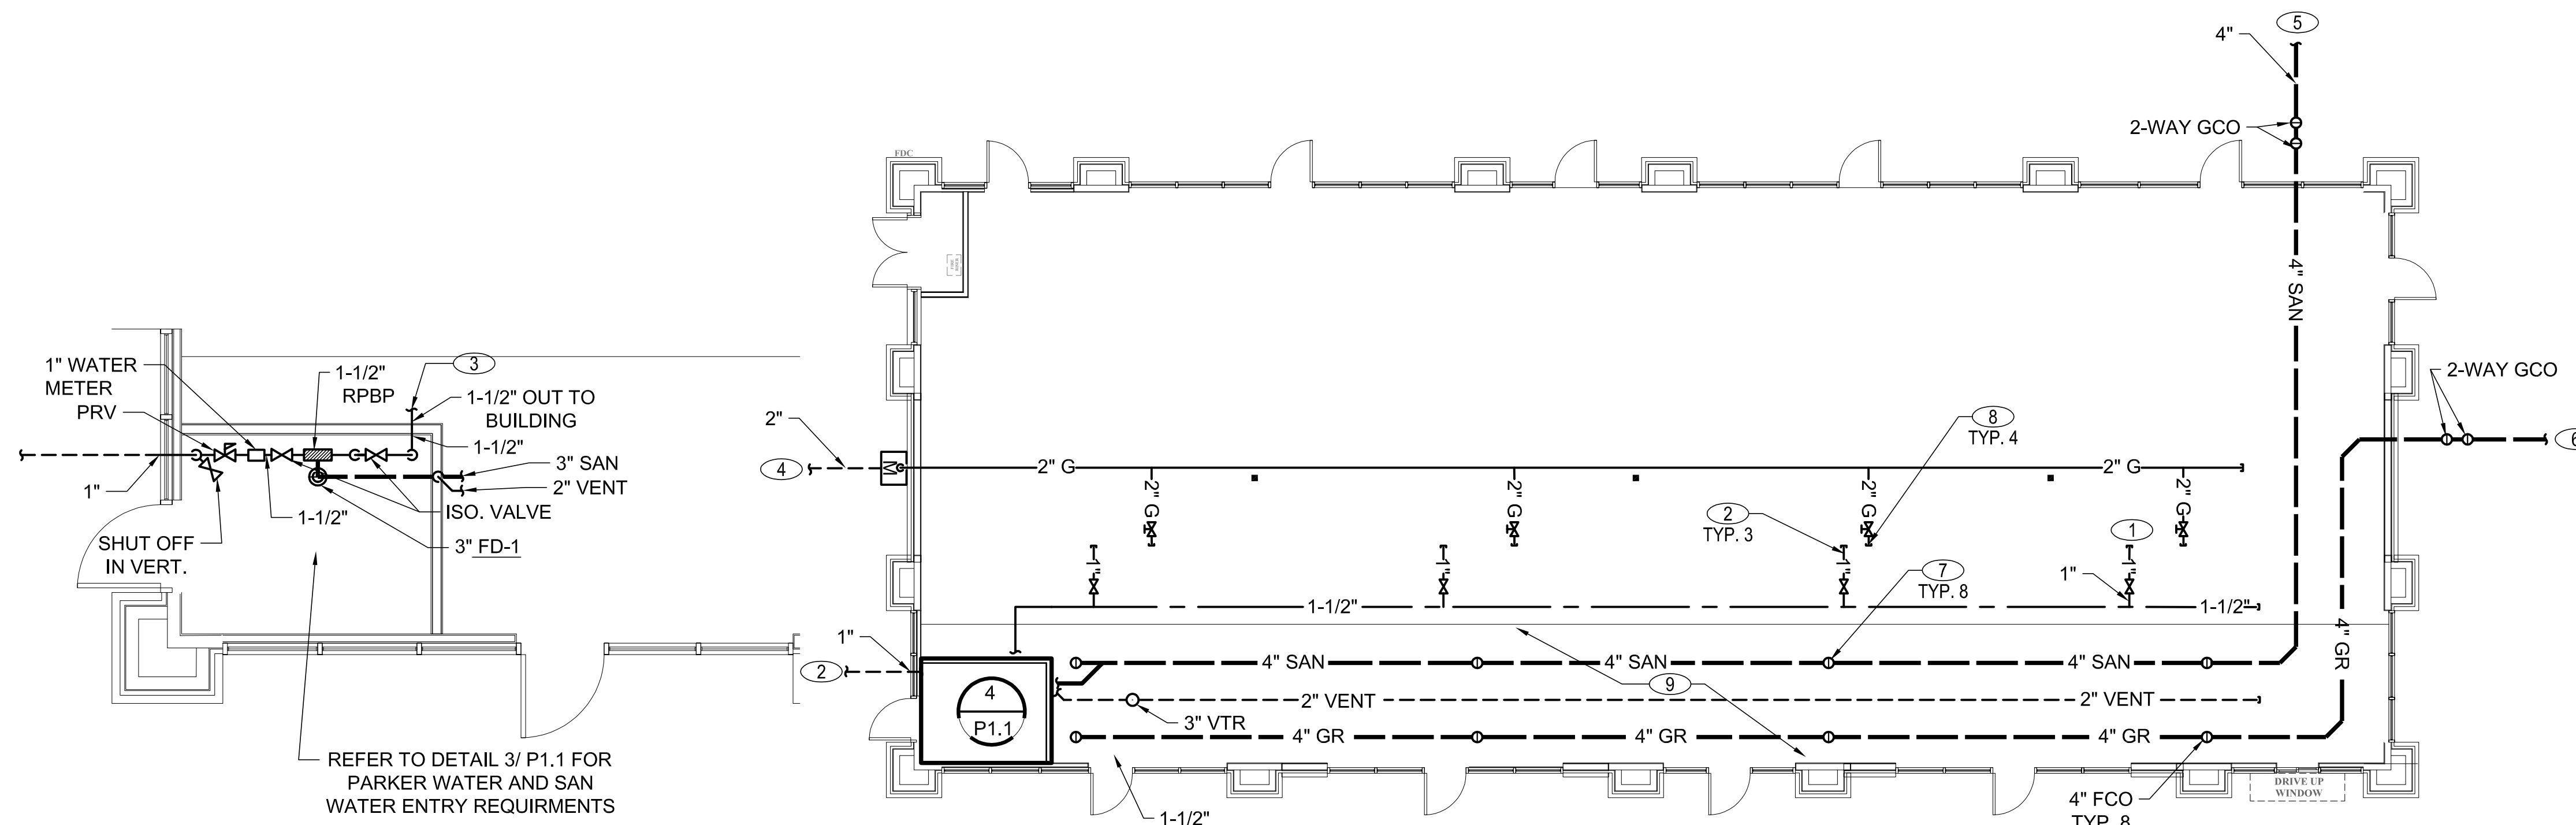 1" WATER
METER
PRV
1-1/2"
RPBP
3
1-1/2" OUT TO
BUILDING
1-1/2"
3" SAN
2" VENT
1"
1-1/2"
ISO. VALVE
SHUT OFF
IN VERT.
3" FD-1
REFER TO DETAIL 3/ P1.1 FOR
PARKER WATER AND SAN
WATER ENTRY REQUIRMENTS
5
4"
2-WAY GCO
FDC
4" SAN
2-WAY GCO
6
2"
4
M
2" G
2" G
8
TYP. 4
2" G
2" G
2" G
2" G
2
TYP. 3
1
1"
1"
1"
1"
1"
7
TYP. 8
1-1/2"
1-1/2"
4" GR
1"
2
4
P1.1
4" SAN
4" SAN
4" SAN
9
2" VENT
2" VENT
3" VTR
4" GR
4" GR
4" GR
1-1/2"
4" FCO
TYP. 8
DRIVE UP
WINDOW